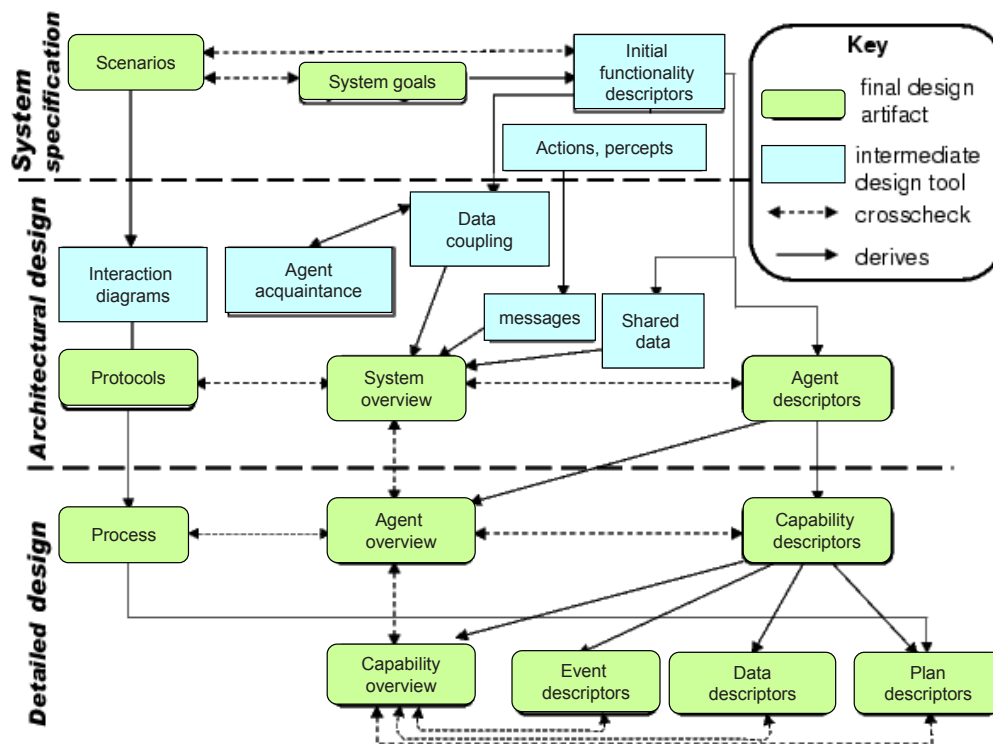 System
specification
Scenarios
System goals
Initial
functionality
descriptors
Actions, percepts
Key
final design
artifact
intermediate
design tool
crosscheck
derives
Architectural design
Interaction
diagrams
Agent
acquaintance
Data
coupling
messages
Shared
data
Protocols
System
overview
Agent
descriptors
Detailed design
Process
Agent
overview
Capability
descriptors
Capability
overview
Event
descriptors
Data
descriptors
Plan
descriptors